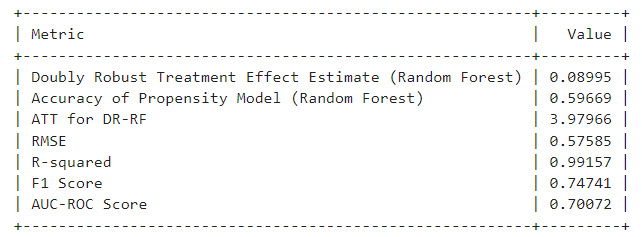 +----------------------------------------------------------+---------+
| Metric | Value |
+----------------------------------------------------------+---------+
| Doubly Robust Treatment Effect Estimate (Random Forest) | 0.08995 |
| Accuracy of Propensity Model (Random Forest) | 0.59669 |
| ATT for DR-RF | 3.97966 |
| RMSE | 0.57585 |
| R-squared | 0.99157 |
| F1 Score | 0.74741 |
| AUC-ROC Score | 0.70072 |
+----------------------------------------------------------+---------+